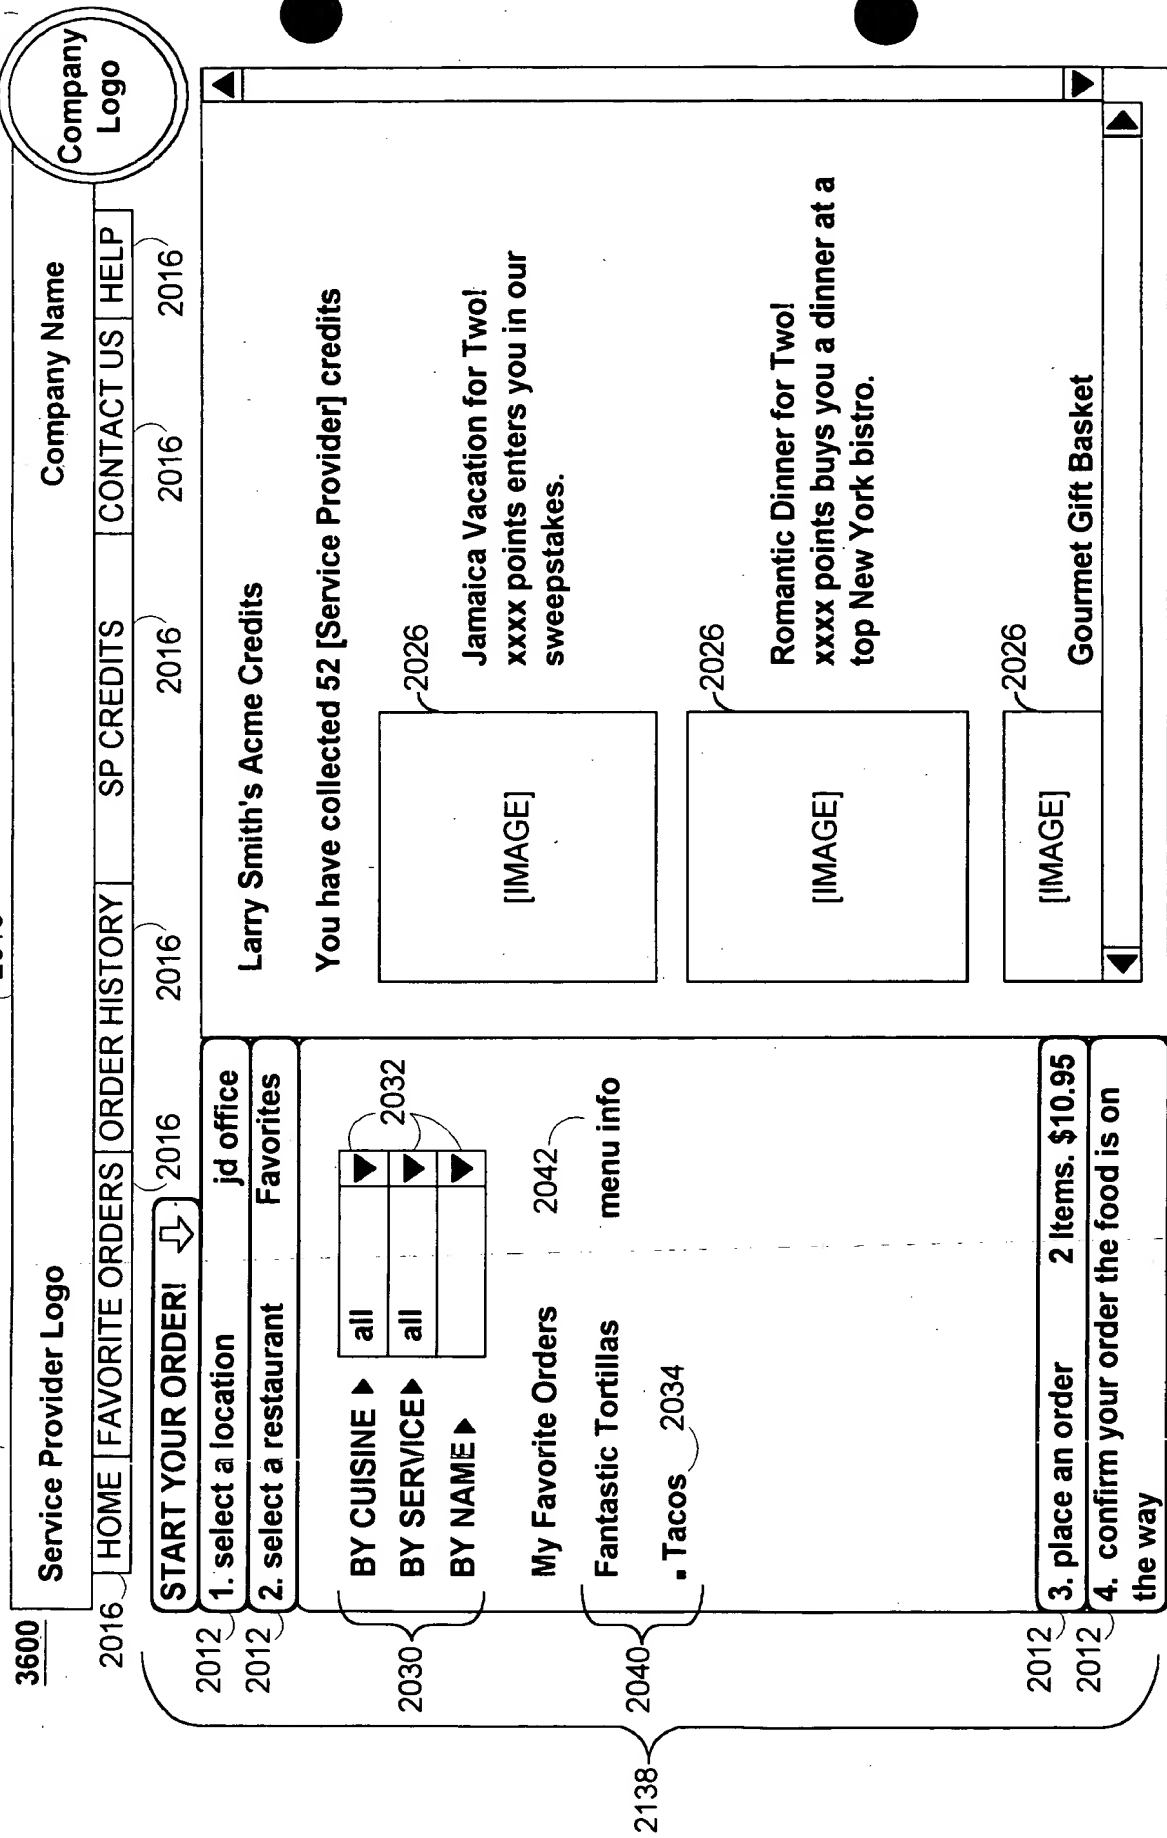 3600
Service Provider Logo
Company Name
Company
Logo
2016
HOME | FAVORITE ORDERS | ORDER HISTORY | SP CREDITS | CONTACT US | HELP
2016
2016
2016
2016
2016
START YOUR ORDER!
2012
1. select a location jd office
2012
2. select a restaurant Favorites
2030
BY CUISINE all
BY SERVICE all
BY NAME
2032
My Favorite Orders
2042
2040
Fantastic Tortillas menu info
▪ Tacos
2034
2012
3. place an order 2 Items. $10.95
2012
4. confirm your order the food is on
the way
2138
Larry Smith's Acme Credits
You have collected 52 [Service Provider] credits
2026
[IMAGE]
Jamaica Vacation for Two!
xxxx points enters you in our
sweepstakes.
2026
[IMAGE]
Romantic Dinner for Two!
xxxx points buys you a dinner at a
top New York bistro.
2026
[IMAGE]
Gourmet Gift Basket